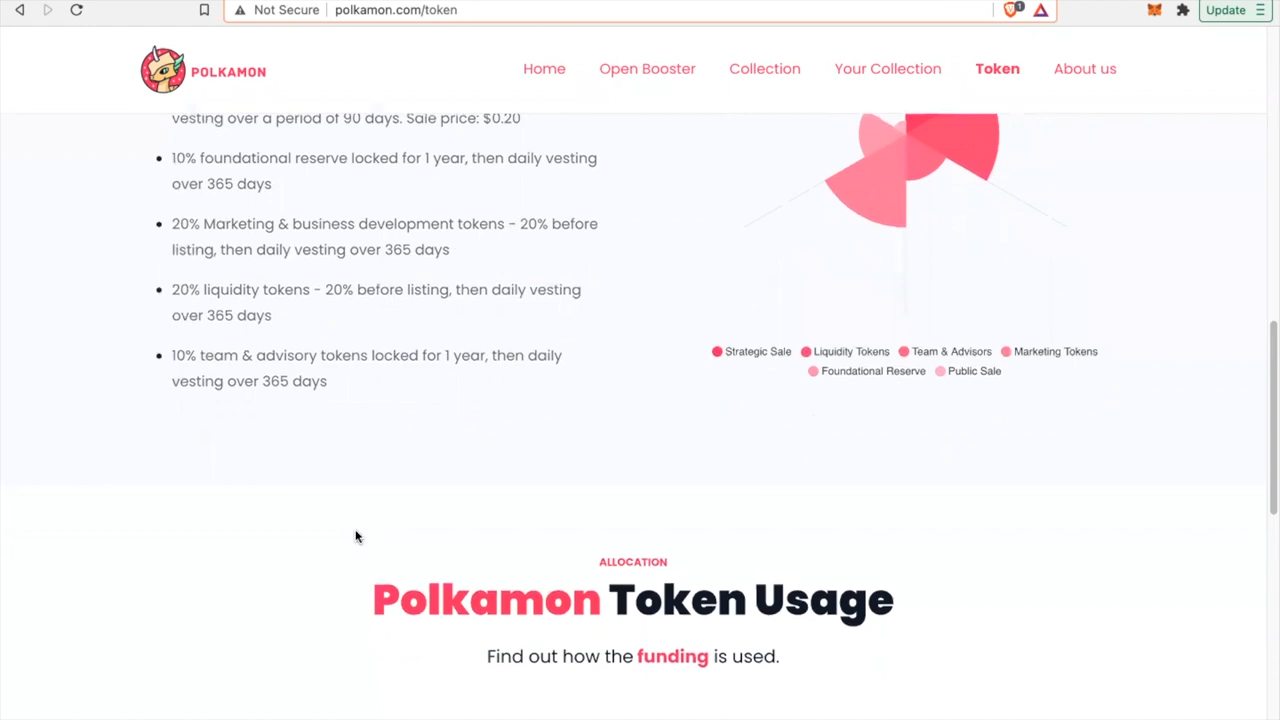 Not Secure polkamon.com/token 1 Update
POLKAMON Home Open Booster Collection Your Collection Token About us
vesting over a period of 90 days. Sale price: $0.20
• 10% foundational reserve locked for 1 year, then daily vesting
over 365 days
• 20% Marketing & business development tokens - 20% before
listing, then daily vesting over 365 days
• 20% liquidity tokens - 20% before listing, then daily vesting
over 365 days
• 10% team & advisory tokens locked for 1 year, then daily
vesting over 365 days
Strategic Sale Liquidity Tokens Team & Advisors Marketing Tokens
Foundational Reserve Public Sale
ALLOCATION
Polkamon Token Usage
Find out how the funding is used.